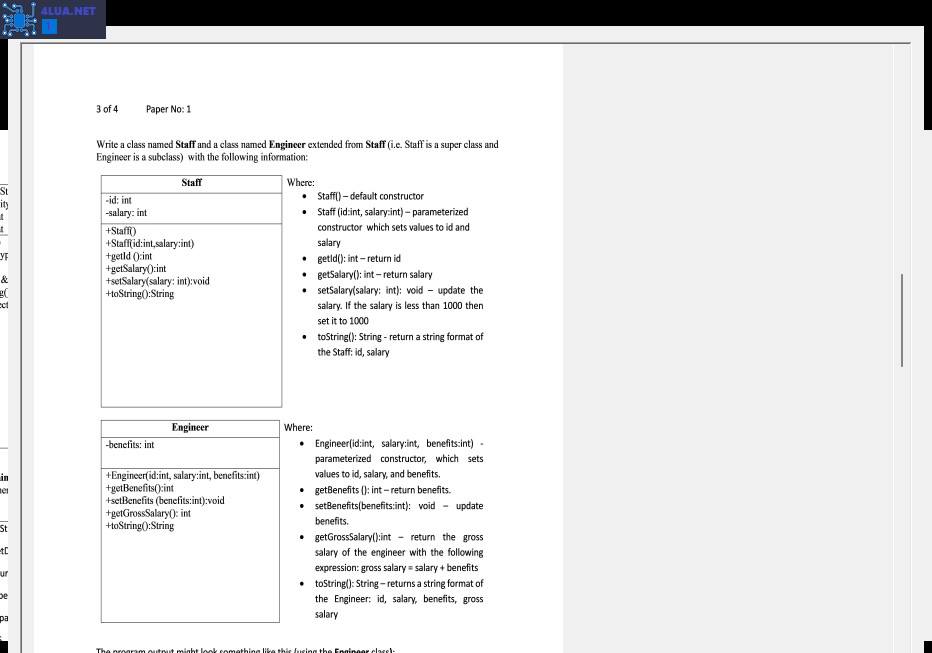 4LUA.NET
3 of 4 Paper No: 1
Write a class named Staff and a class named Engineer extended from Staff (i.e. Staff is a super class and
Engineer is a subclass) with the following information:
Staff
-id: int
-salary: int
+Staff()
+Staff(id:int,salary:int)
+getId ():int
+getSalary():int
+setSalary(salary: int):void
+toString():String
Where:
• Staff() – default constructor
• Staff (id:int, salary:int) – parameterized
constructor which sets values to id and
salary
• getId(): int – return id
• getSalary(): int – return salary
• setSalary(salary: int): void – update the
salary. If the salary is less than 1000 then
set it to 1000
• toString(): String - return a string format of
the Staff: id, salary
Engineer
-benefits: int
+Engineer(id:int, salary:int, benefits:int)
+getBenefits():int
+setBenefits (benefits:int):void
+getGrossSalary(): int
+toString():String
Where:
• Engineer(id:int, salary:int, benefits:int) -
parameterized constructor, which sets
values to id, salary, and benefits.
• getBenefits (): int – return benefits.
• setBenefits(benefits:int): void – update
benefits.
• getGrossSalary():int – return the gross
salary of the engineer with the following
expression: gross salary = salary + benefits
• toString(): String – returns a string format of
the Engineer: id, salary, benefits, gross
salary
The program output might look something like this (using the Engineer class):